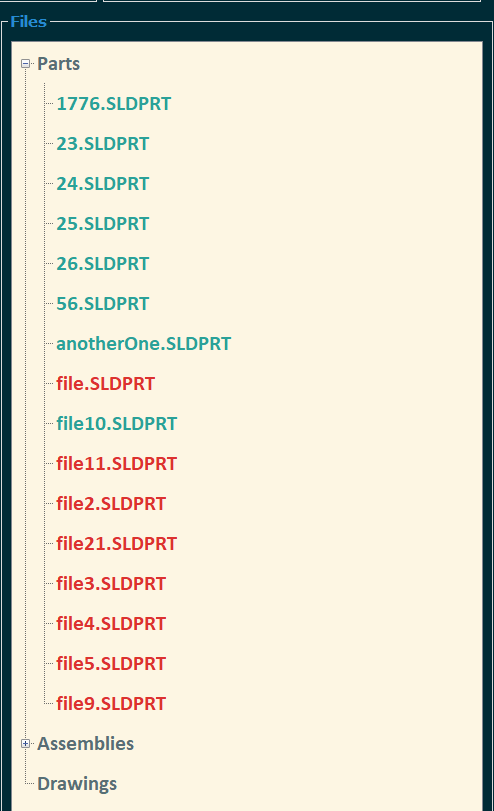 Files
Parts
1776.SLDPRT
23.SLDPRT
24.SLDPRT
25.SLDPRT
26.SLDPRT
56.SLDPRT
anotherOne.SLDPRT
file.SLDPRT
file10.SLDPRT
file11.SLDPRT
file2.SLDPRT
file21.SLDPRT
file3.SLDPRT
file4.SLDPRT
file5.SLDPRT
file9.SLDPRT
Assemblies
Drawings